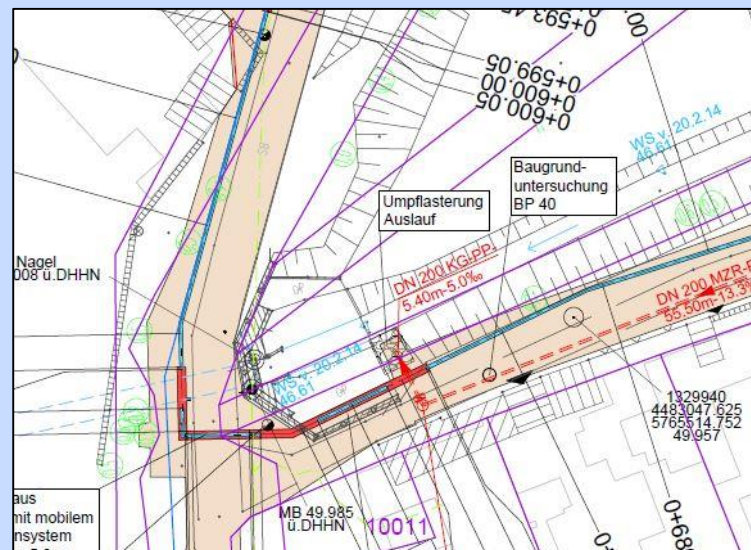 0+593.45
0+599.05
0+600.00
0+600.05
.00
WS v. 20.2.14
46.61
Baugrund-
untersuchung
BP 40
Umpflasterung
Auslauf
Nagel
008 ü.DHHN
DN 200 KG-PP-
5.40m-5.0‰
DN 200 MZR-
55,50m-13.3%
WS v. 20.2.14
46.61
1329940
4483047.625
5765514.752
49.957
aus
mit mobilem
nsystem
MB 49.985
ü.DHHN
10011
0+68